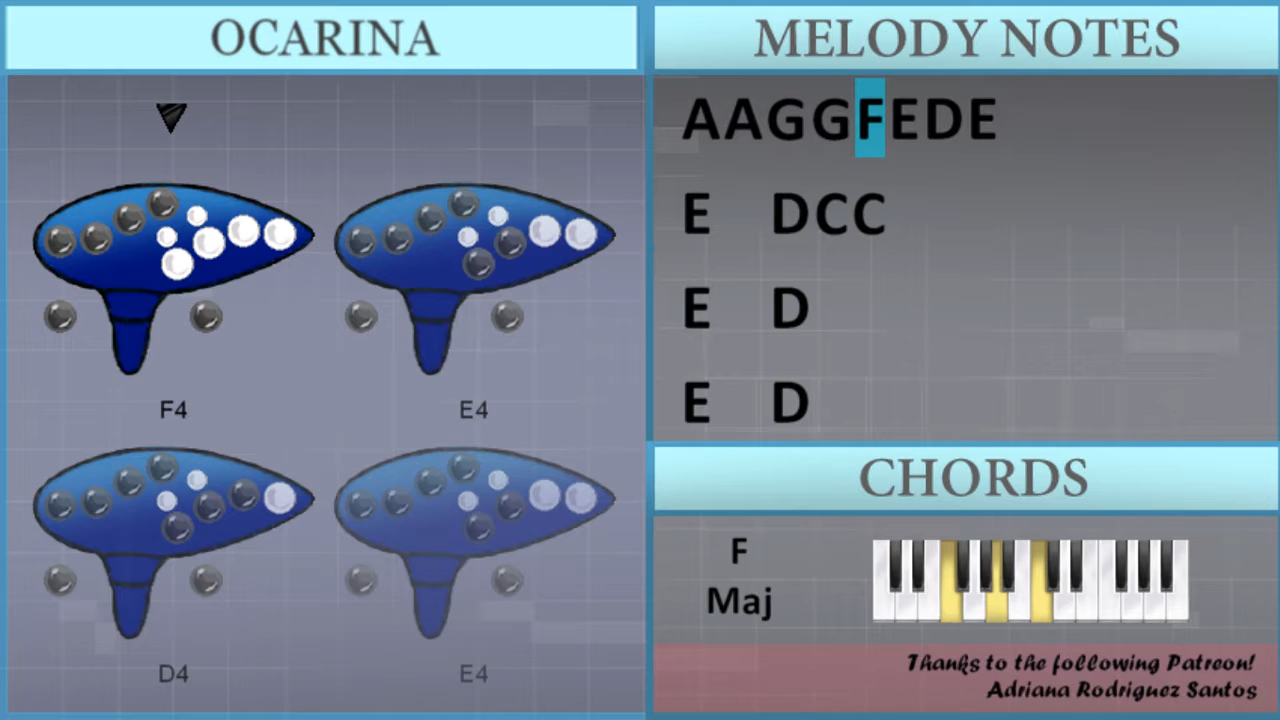 OCARINA
F4
E4
D4
E4
MELODY NOTES
AAGGFEDE
E DCC
E D
E D
CHORDS
F
Maj
Thanks to the following Patreon!
Adriana Rodriguez Santos